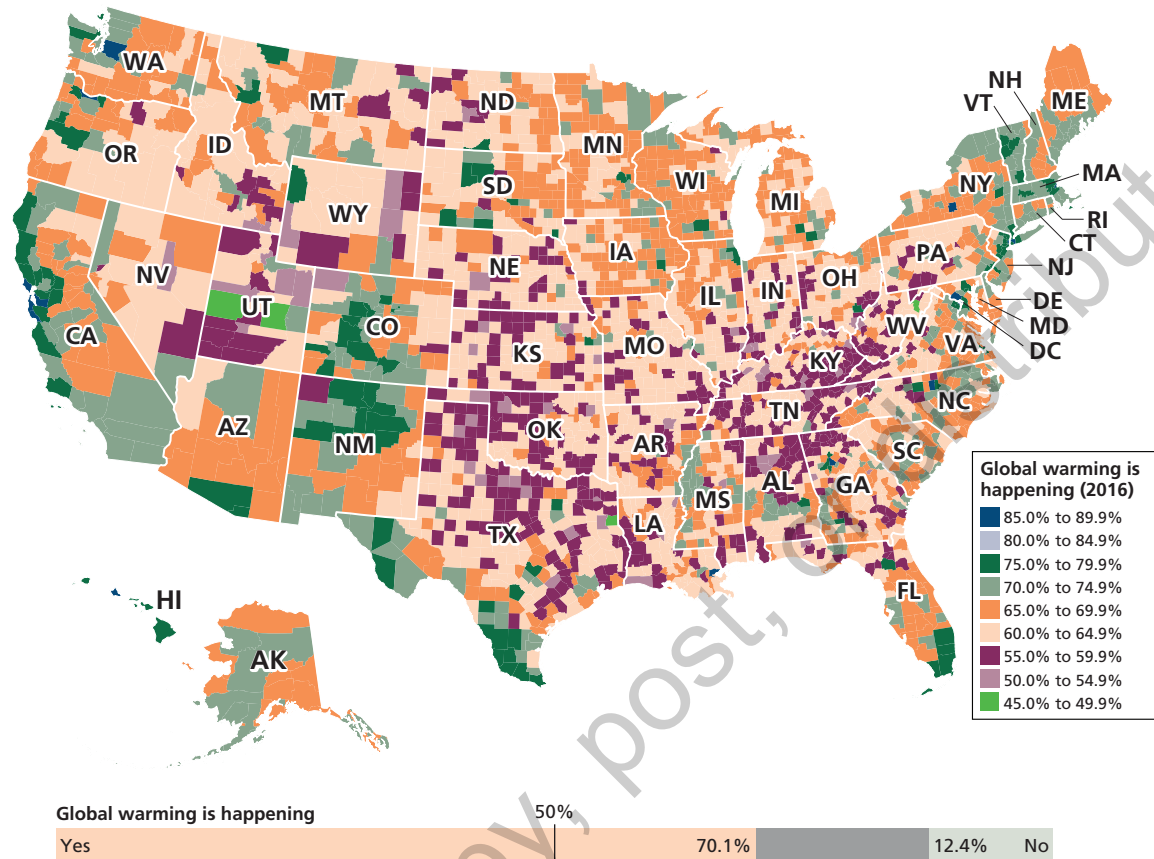 WA
MT
ND
OR
ID
MN
SD
WI
WY
MI
NH
VT
ME
NY
MA
RI
CT
NV
UT
CO
NE
IA
IL
IN
OH
PA
NJ
DE
MD
DC
CA
KS
MO
KY
WV
VA
AZ
NM
OK
AR
TN
NC
SC
TX
LA
MS
AL
GA
FL
HI
AK
Global warming is
happening (2016)
85.0% to 89.9%
80.0% to 84.9%
75.0% to 79.9%
70.0% to 74.9%
65.0% to 69.9%
60.0% to 64.9%
55.0% to 59.9%
50.0% to 54.9%
45.0% to 49.9%
Global warming is happening 50%
Yes 70.1% 12.4% No
post, or distribut